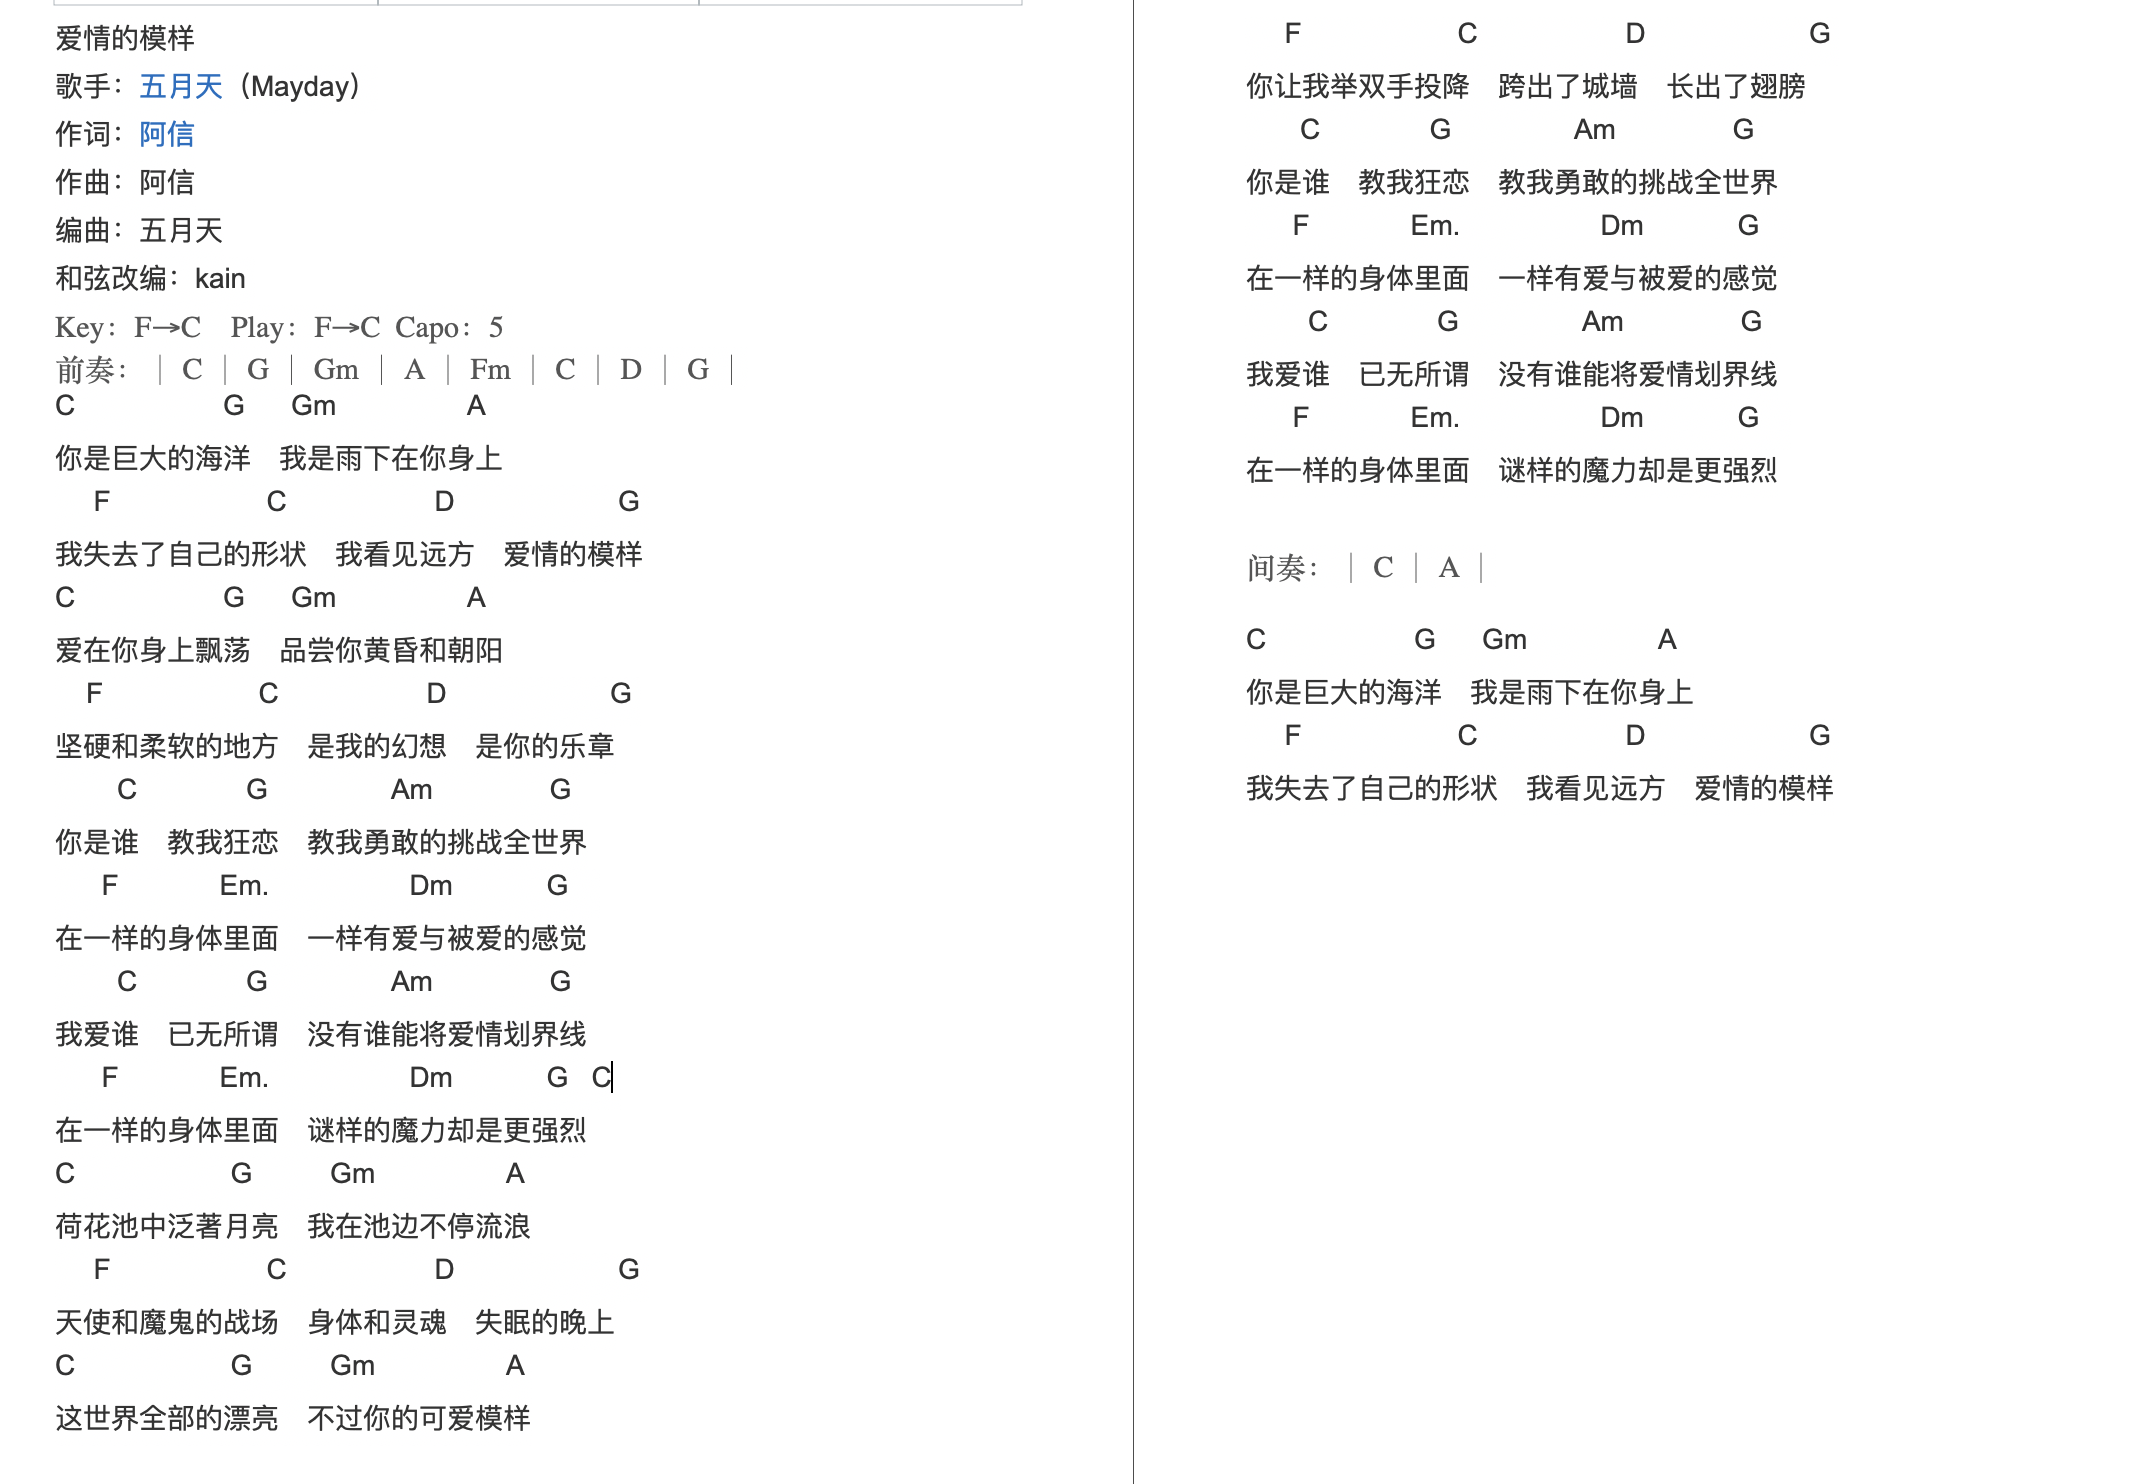 爱情的模样
歌手：五月天（Mayday）
作词：阿信
作曲：阿信
编曲：五月天
和弦改编：kain
Key：F→C Play：F→C Capo：5
前奏：｜C｜G｜Gm｜A｜Fm｜C｜D｜G｜
C G Gm A
你是巨大的海洋 我是雨下在你身上
F C D G
我失去了自己的形状 我看见远方 爱情的模样
C G Gm A
爱在你身上飘荡 品尝你黄昏和朝阳
F C D G
坚硬和柔软的地方 是我的幻想 是你的乐章
C G Am G
你是谁 教我狂恋 教我勇敢的挑战全世界
F Em. Dm G
在一样的身体里面 一样有爱与被爱的感觉
C G Am G
我爱谁 已无所谓 没有谁能将爱情划界线
F Em. Dm G C
在一样的身体里面 谜样的魔力却是更强烈
C G Gm A
荷花池中泛著月亮 我在池边不停流浪
F C D G
天使和魔鬼的战场 身体和灵魂 失眠的晚上
C G Gm A
这世界全部的漂亮 不过你的可爱模样
F C D G
你让我举双手投降 跨出了城墙 长出了翅膀
C G Am G
你是谁 教我狂恋 教我勇敢的挑战全世界
F Em. Dm G
在一样的身体里面 一样有爱与被爱的感觉
C G Am G
我爱谁 已无所谓 没有谁能将爱情划界线
F Em. Dm G
在一样的身体里面 谜样的魔力却是更强烈
间奏：｜C｜A｜
C G Gm A
你是巨大的海洋 我是雨下在你身上
F C D G
我失去了自己的形状 我看见远方 爱情的模样